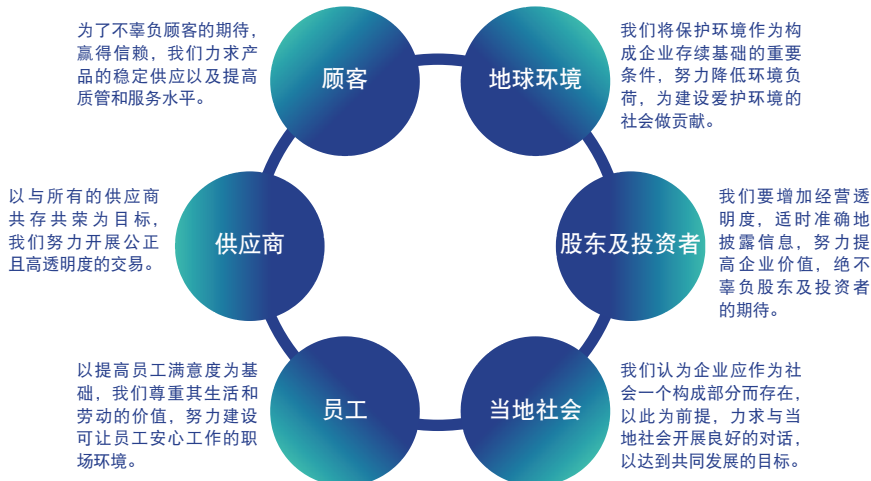 为了不辜负顾客的期待，
赢得信赖，我们力求产
品的稳定供应以及提高
质管和服务水平。
顾客
地球环境
我们将保护环境作为构
成企业存续基础的重要
条件，努力降低环境负
荷，为建设爱护环境的
社会做贡献。
以与所有的供应商
共存共荣为目标，
我们努力开展公正
且高透明度的交易。
供应商
股东及投资者
我们要增加经营透
明度，适时准确地
披露信息，努力提
高企业价值，绝不
辜负股东及投资者
的期待。
以提高员工满意度为基
础，我们尊重其生活和
劳动的价值，努力建设
可让员工安心工作的职
场环境。
员工
当地社会
我们认为企业应作为社
会一个构成部分而存在，
以此为前提，力求与当
地社会开展良好的对话，
以达到共同发展的目标。